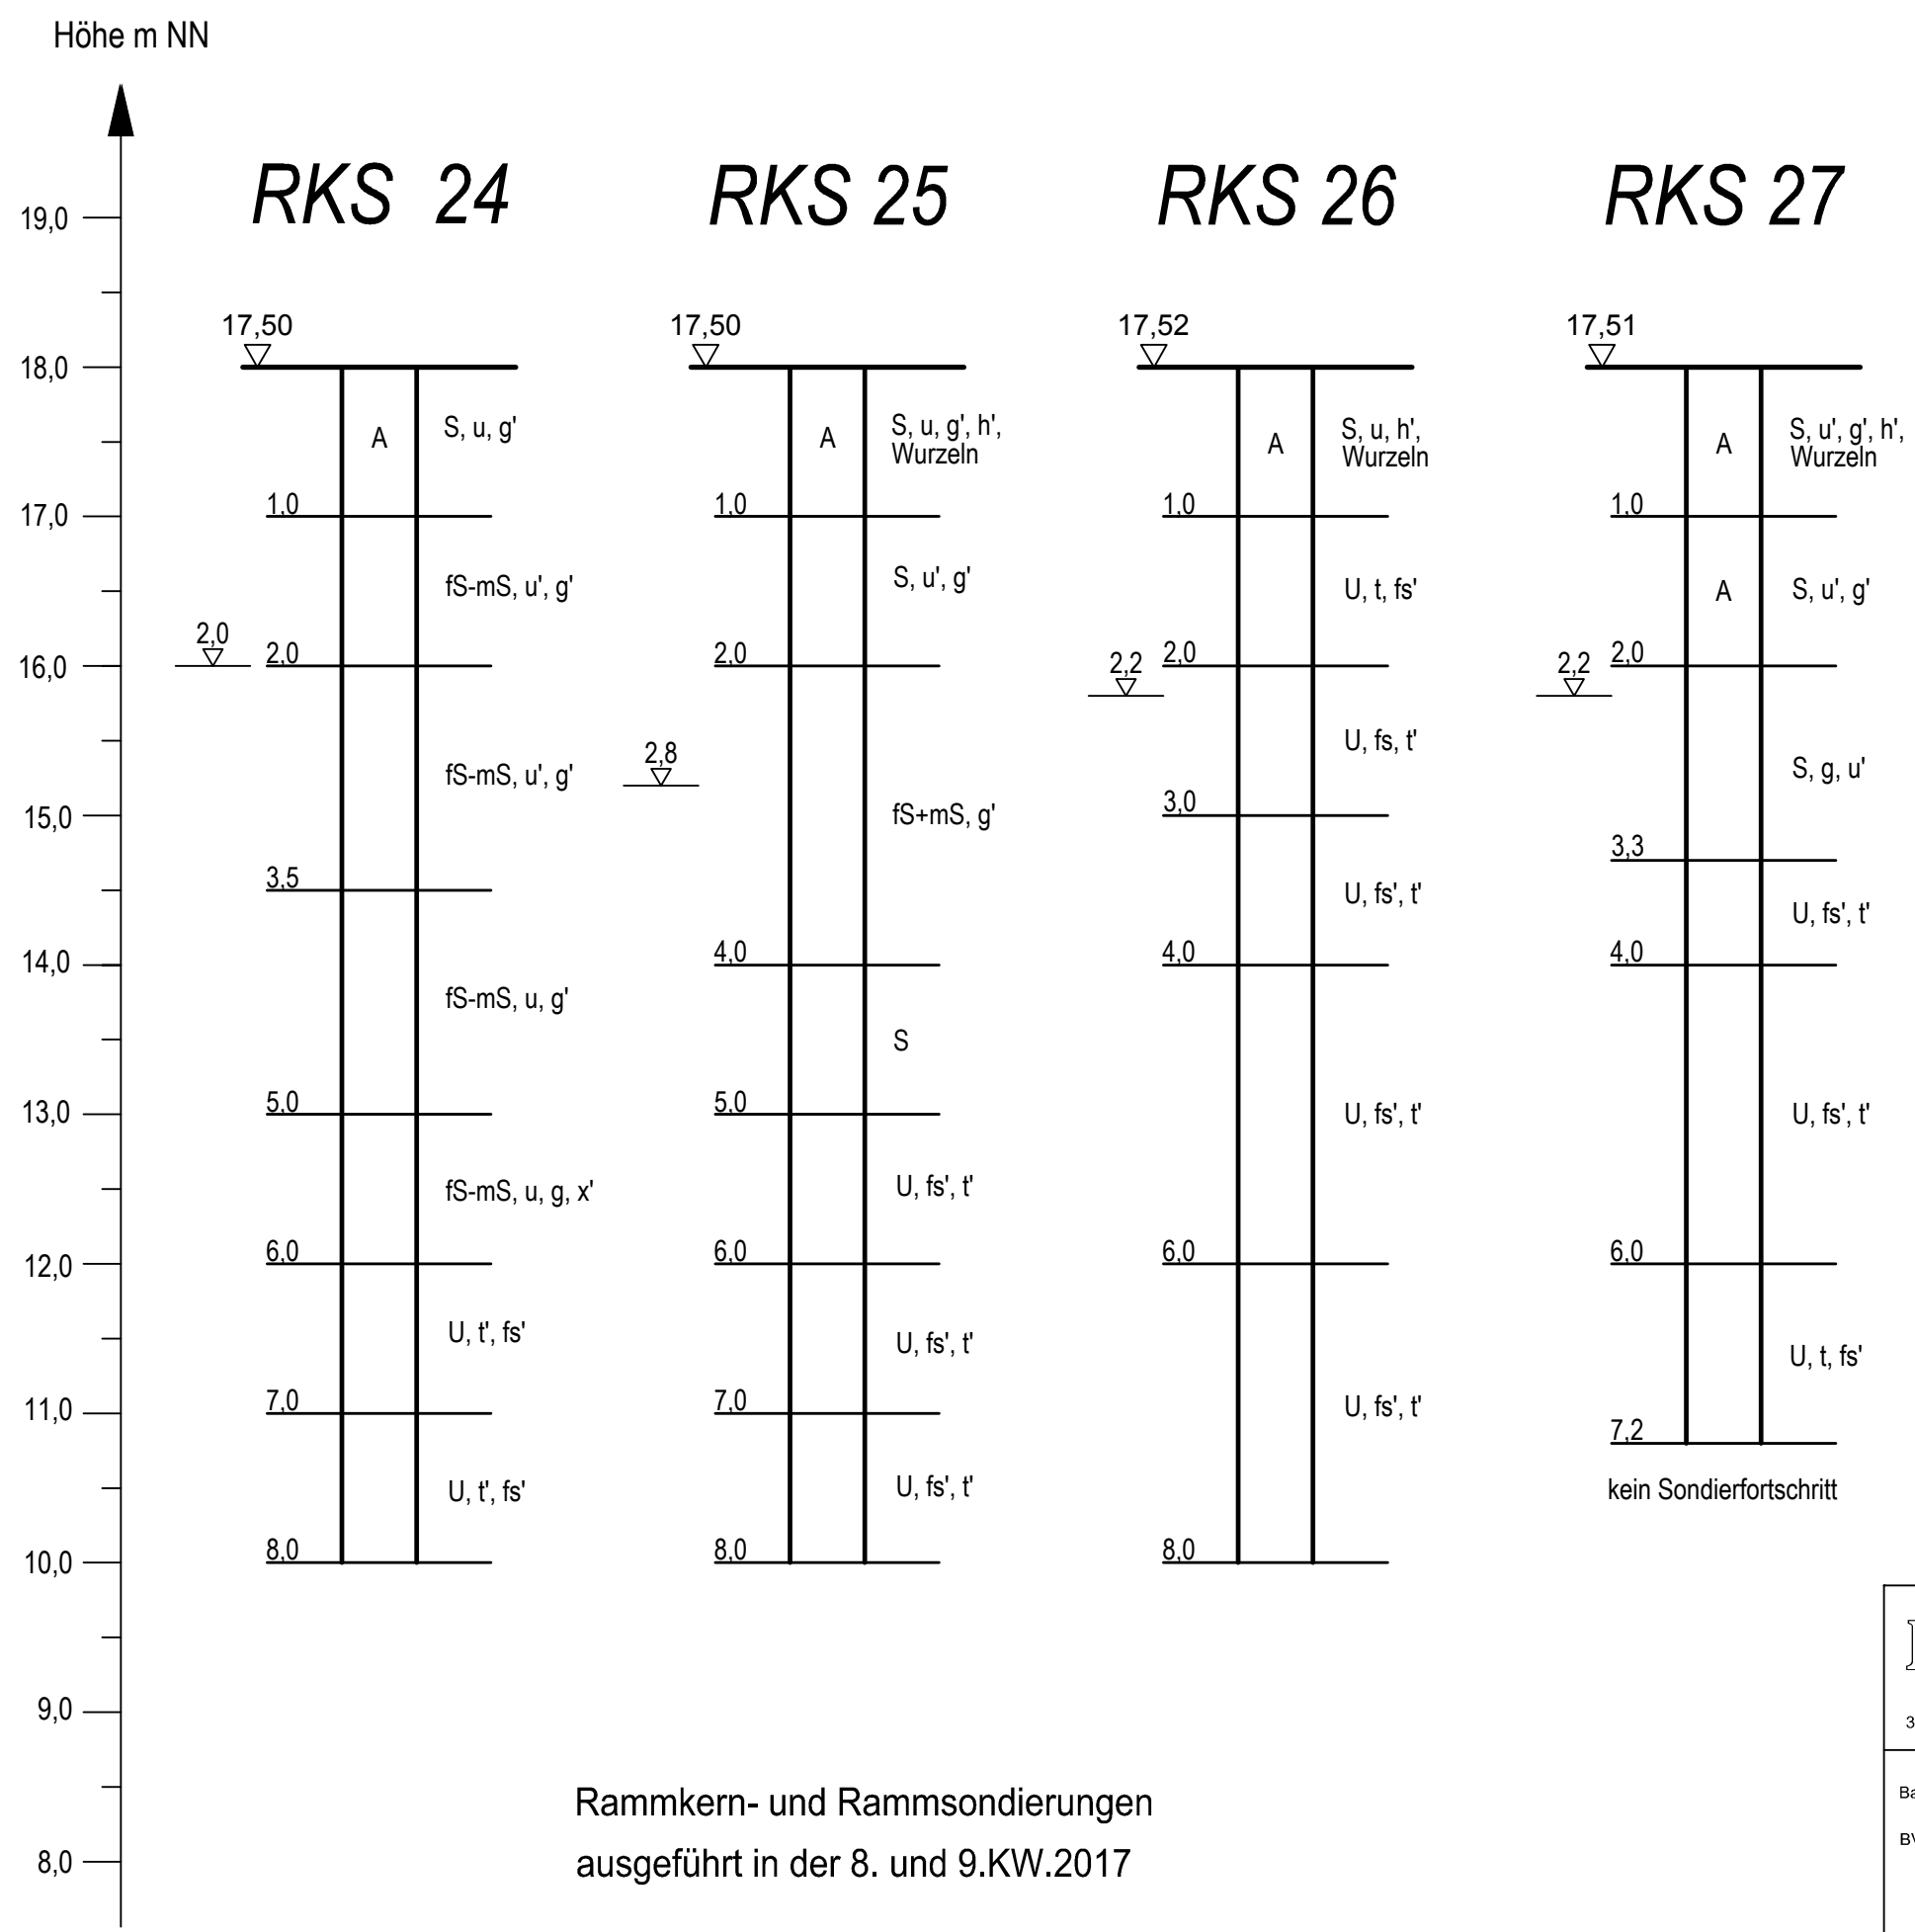 Höhe m NN
RKS 24
RKS 25
RKS 26
RKS 27
19,0
18,0
17,0
16,0
15,0
14,0
13,0
12,0
11,0
10,0
9,0
8,0
17,50
A
S, u, g'
1,0
fS-mS, u', g'
2,0
2,0
fS-mS, u', g'
3,5
fS-mS, u, g'
5,0
fS-mS, u, g, x'
6,0
U, t', fs'
7,0
U, t', fs'
8,0
17,50
A
S, u, g', h',
Wurzeln
1,0
S, u', g'
2,0
2,8
fS+mS, g'
4,0
S
5,0
U, fs', t'
6,0
U, fs', t'
7,0
U, fs', t'
8,0
17,52
A
S, u, h',
Wurzeln
1,0
U, t, fs'
2,0
2,2
U, fs, t'
3,0
U, fs', t'
4,0
U, fs', t'
6,0
U, fs', t'
8,0
17,51
A
S, u', g', h',
Wurzeln
1,0
A
S, u', g'
2,0
2,2
S, g, u'
3,3
U, fs', t'
4,0
U, fs', t'
6,0
U, t, fs'
7,2
kein Sondierfortschritt
Rammkern- und Rammsondierungen
ausgeführt in der 8. und 9.KW.2017